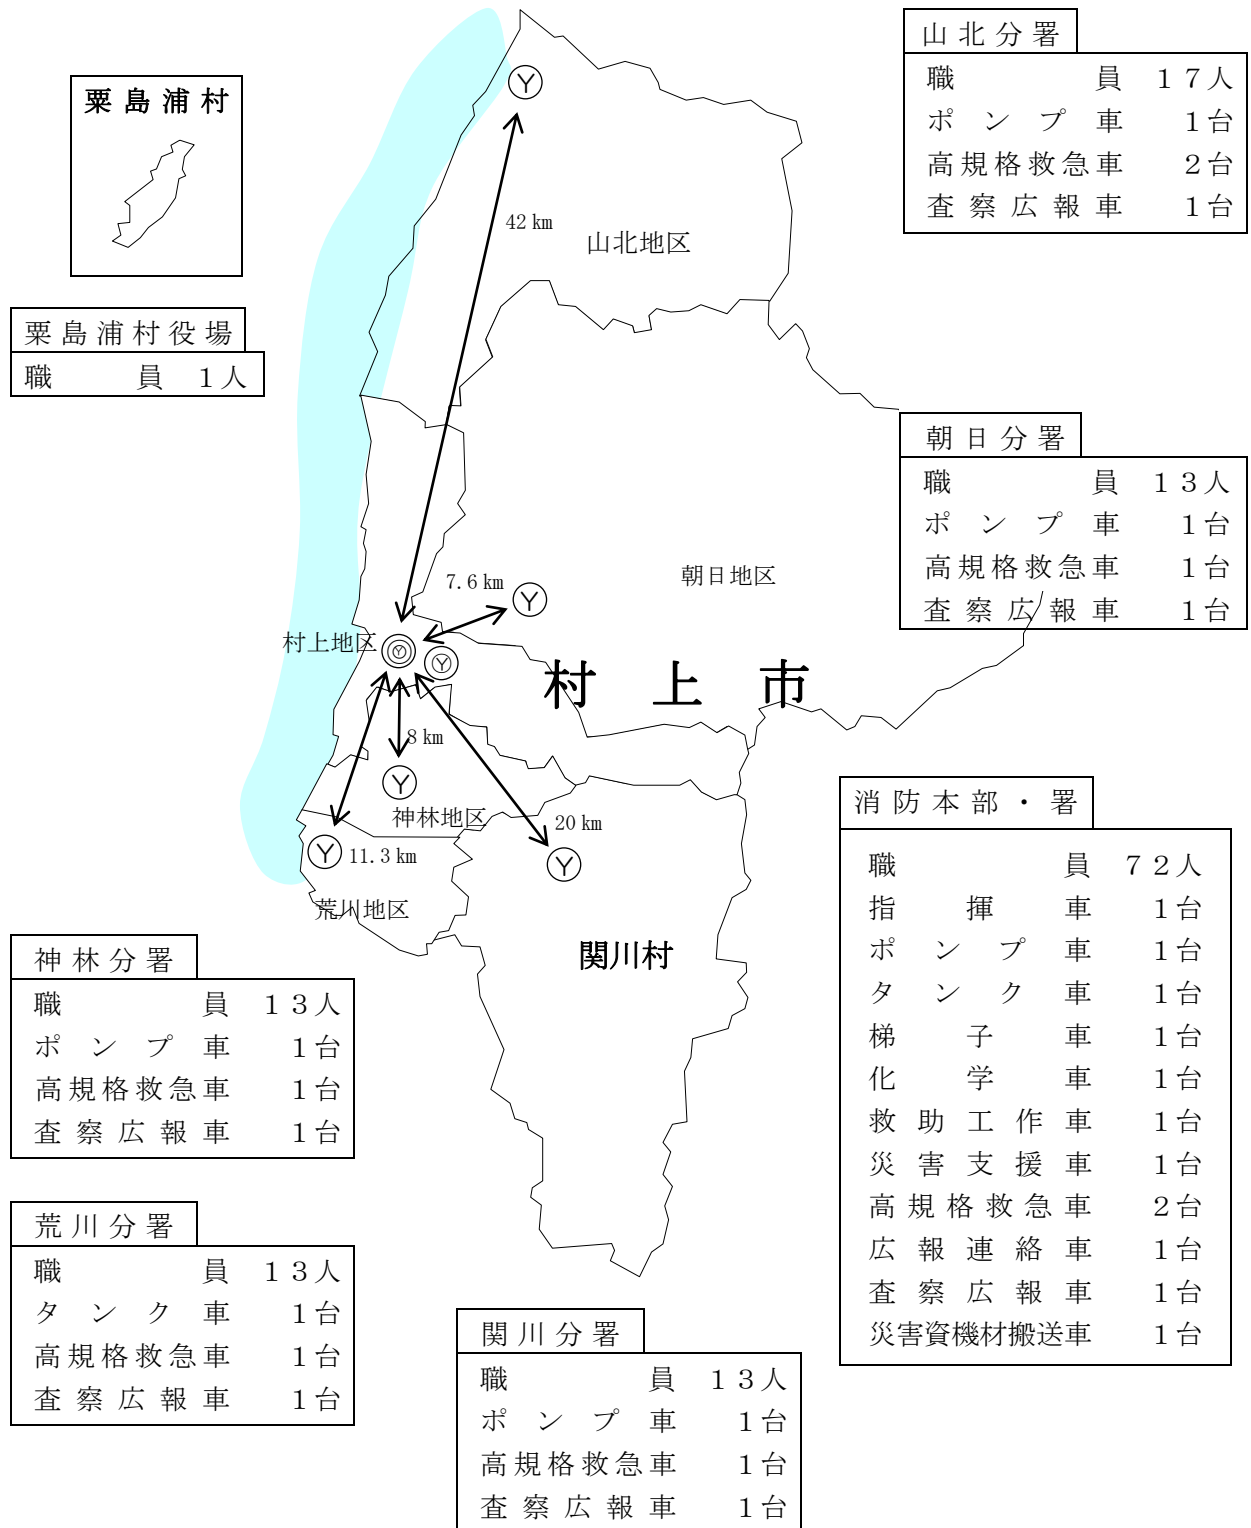 粟島浦村
粟島浦村役場
職員 1人
山北分署
職員 17人
ポンプ車 1台
高規格救急車 2台
査察広報車 1台
42㎞
山北地区
朝日分署
職員 13人
ポンプ車 1台
高規格救急車 1台
査察広報車 1台
7.6㎞
朝日地区
村上地区
村上市
8㎞
神林地区
20㎞
11.3㎞
荒川地区
関川村
消防本部・署
職員 72人
指揮車 1台
ポンプ車 1台
タンク車 1台
梯子車 1台
化学車 1台
救助工作車 1台
災害支援車 1台
高規格救急車 2台
広報連絡車 1台
査察広報車 1台
災害資機材搬送車 1台
神林分署
職員 13人
ポンプ車 1台
高規格救急車 1台
査察広報車 1台
荒川分署
職員 13人
タンク車 1台
高規格救急車 1台
査察広報車 1台
関川分署
職員 13人
ポンプ車 1台
高規格救急車 1台
査察広報車 1台